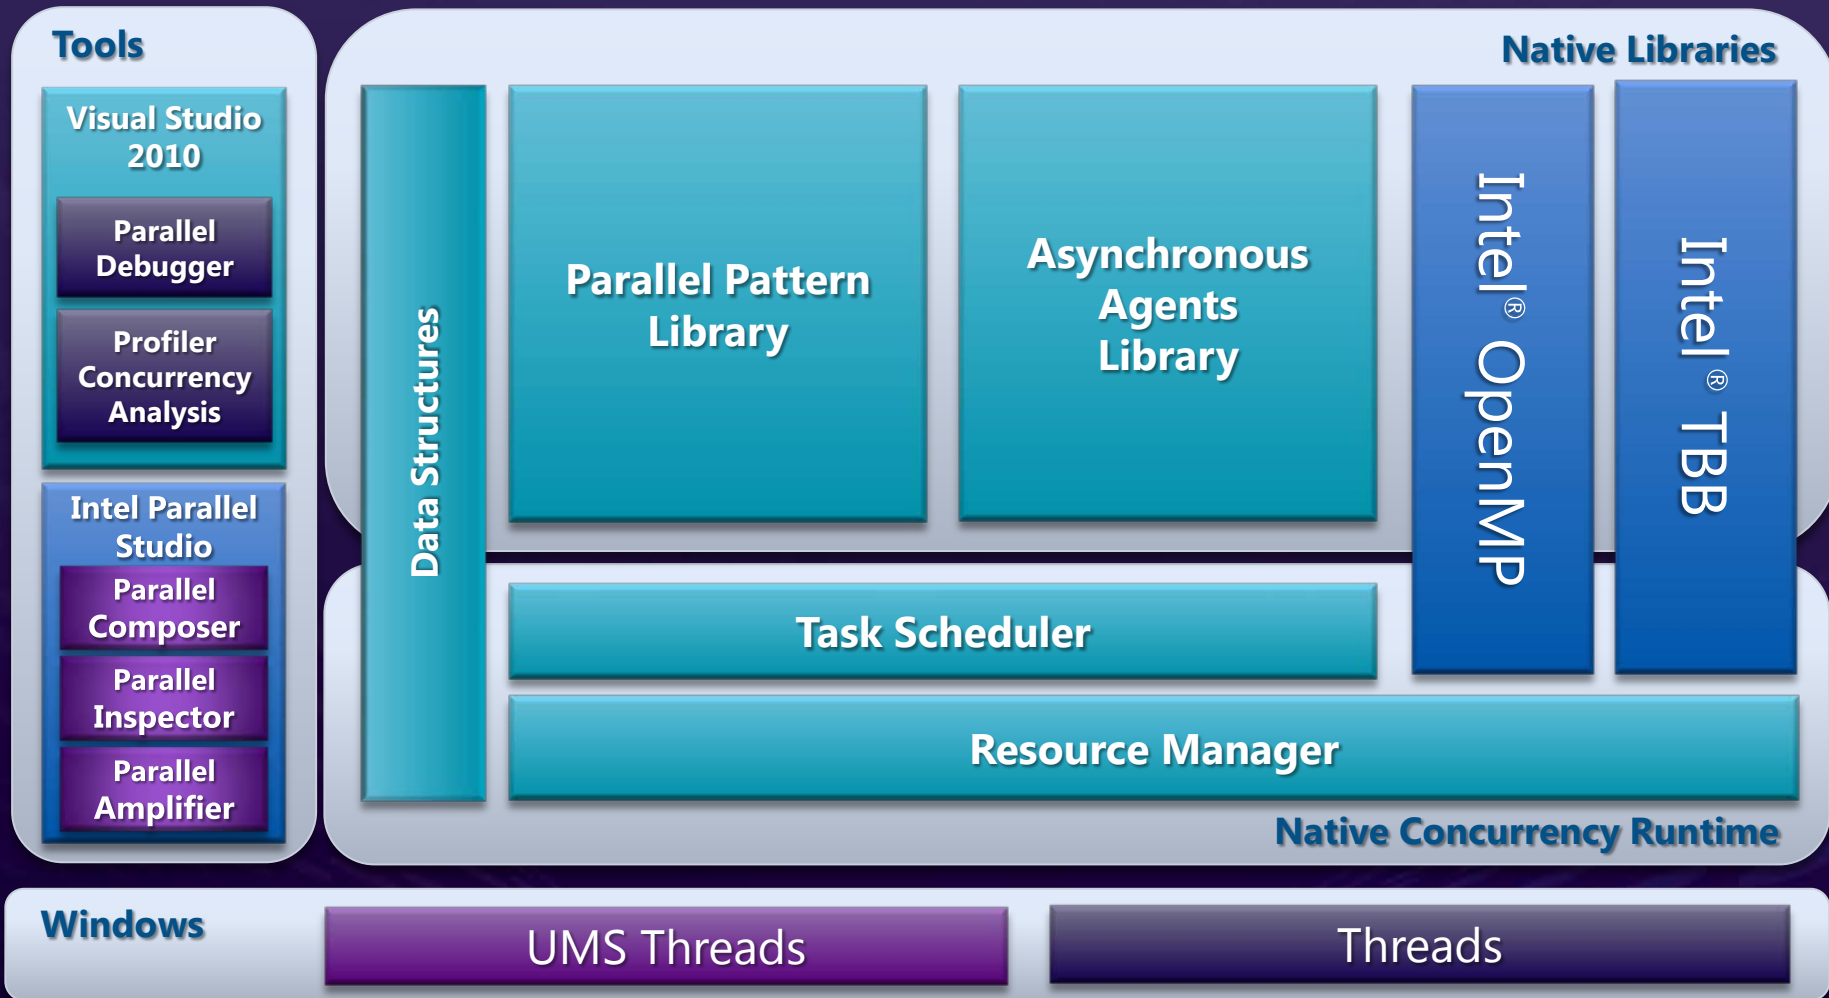 Tools
Visual Studio
2010
Parallel
Debugger
Profiler
Concurrency
Analysis
Intel Parallel
Studio
Parallel
Composer
Parallel
Inspector
Parallel
Amplifier
Native Libraries
Data Structures
Parallel Pattern
Library
Asynchronous
Agents
Library
Intel® OpenMP
Intel® TBB
Task Scheduler
Resource Manager
Native Concurrency Runtime
Windows
UMS Threads
Threads